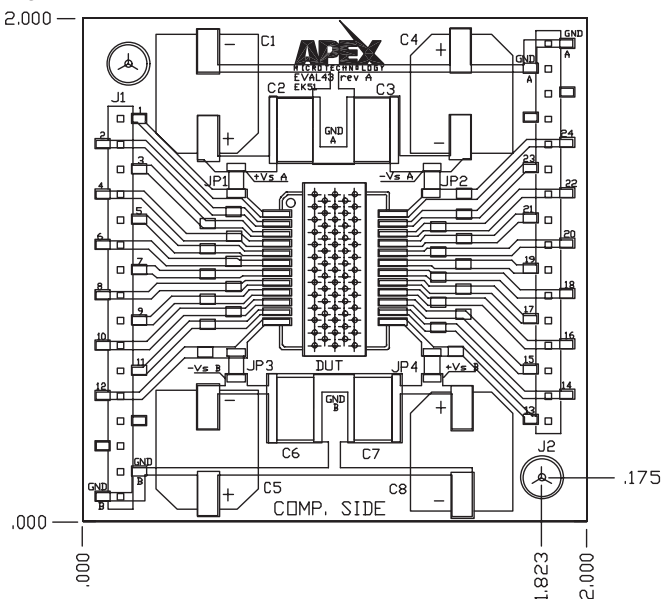 2.000
C1
C4
GND
A
APEX
MICROTECHNOLOGY
EVAL43 rev A
EK51
GND
A
J1
C2
C3
1
GND
A
2
24
3
23
+Vs A
-Vs A
JP1
JP2
4
22
5
21
6
20
7
19
8
18
9
17
10
16
11
15
-Vs B
JP3
DUT
JP4
+Vs B
12
14
GND
B
13
C6
C7
J2
GND
B
GND
B
C5
C8
.175
COMP. SIDE
.000
.000
1.823
2.000